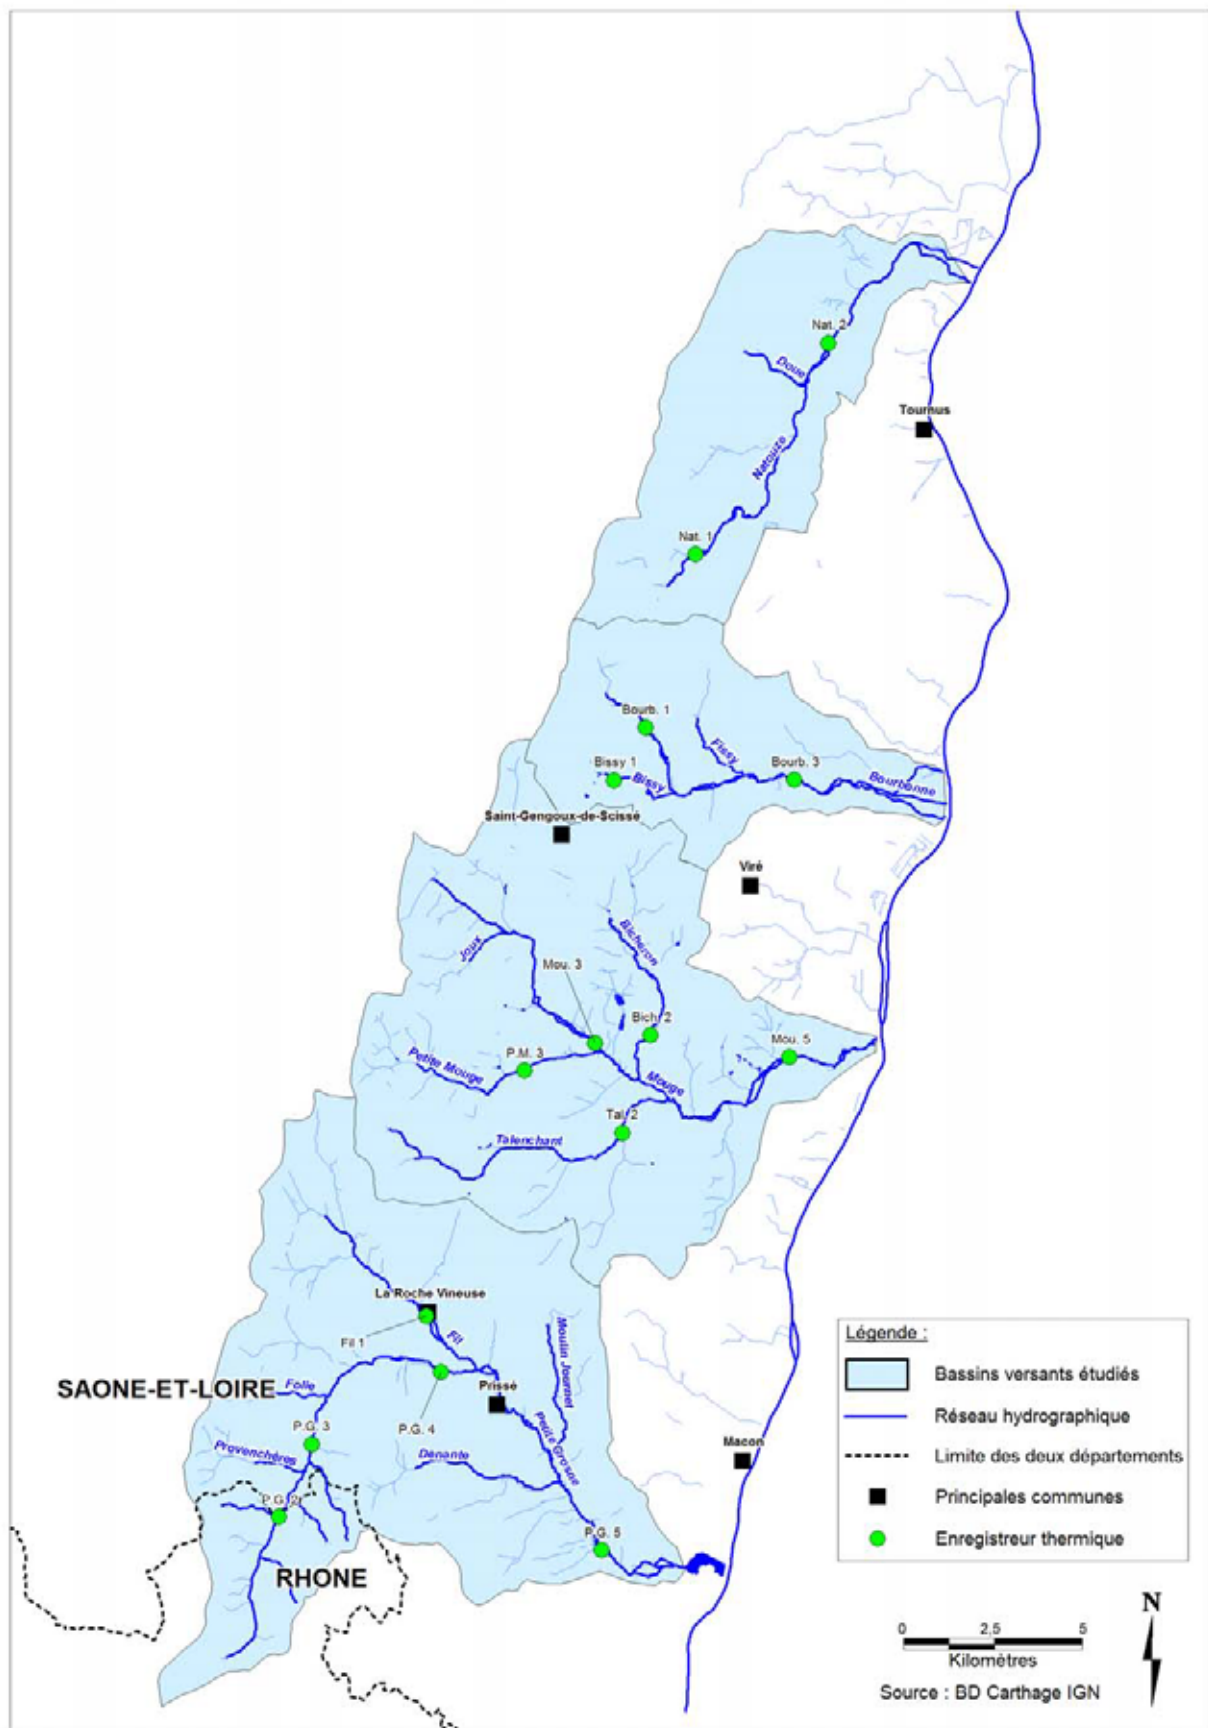 Nat. 2
Doue
Tournus
Natouze
Nat. 1
Bourb. 1
Fissy
Bissy 1
Bissy
Bourb. 3
Bourbonne
Saint-Gengoux-de-Scissé
Viré
Bicheron
Joux
Mou. 3
Bich. 2
Mou. 5
P.M. 3
Petite Mouge
Mouge
Tal. 2
Talenchant
La Roche Vineuse
Fil 1
Fil
Moulin Journet
SAONE-ET-LOIRE
Folie
Prissé
P.G. 4
P.G. 3
Petite Grosne
Provenchères
Denante
Macon
P.G. 2
P.G. 5
RHONE
Légende :
Bassins versants étudiés
Réseau hydrographique
Limite des deux départements
Principales communes
Enregistreur thermique
N
0 2,5 5
Kilomètres
Source : BD Carthage IGN